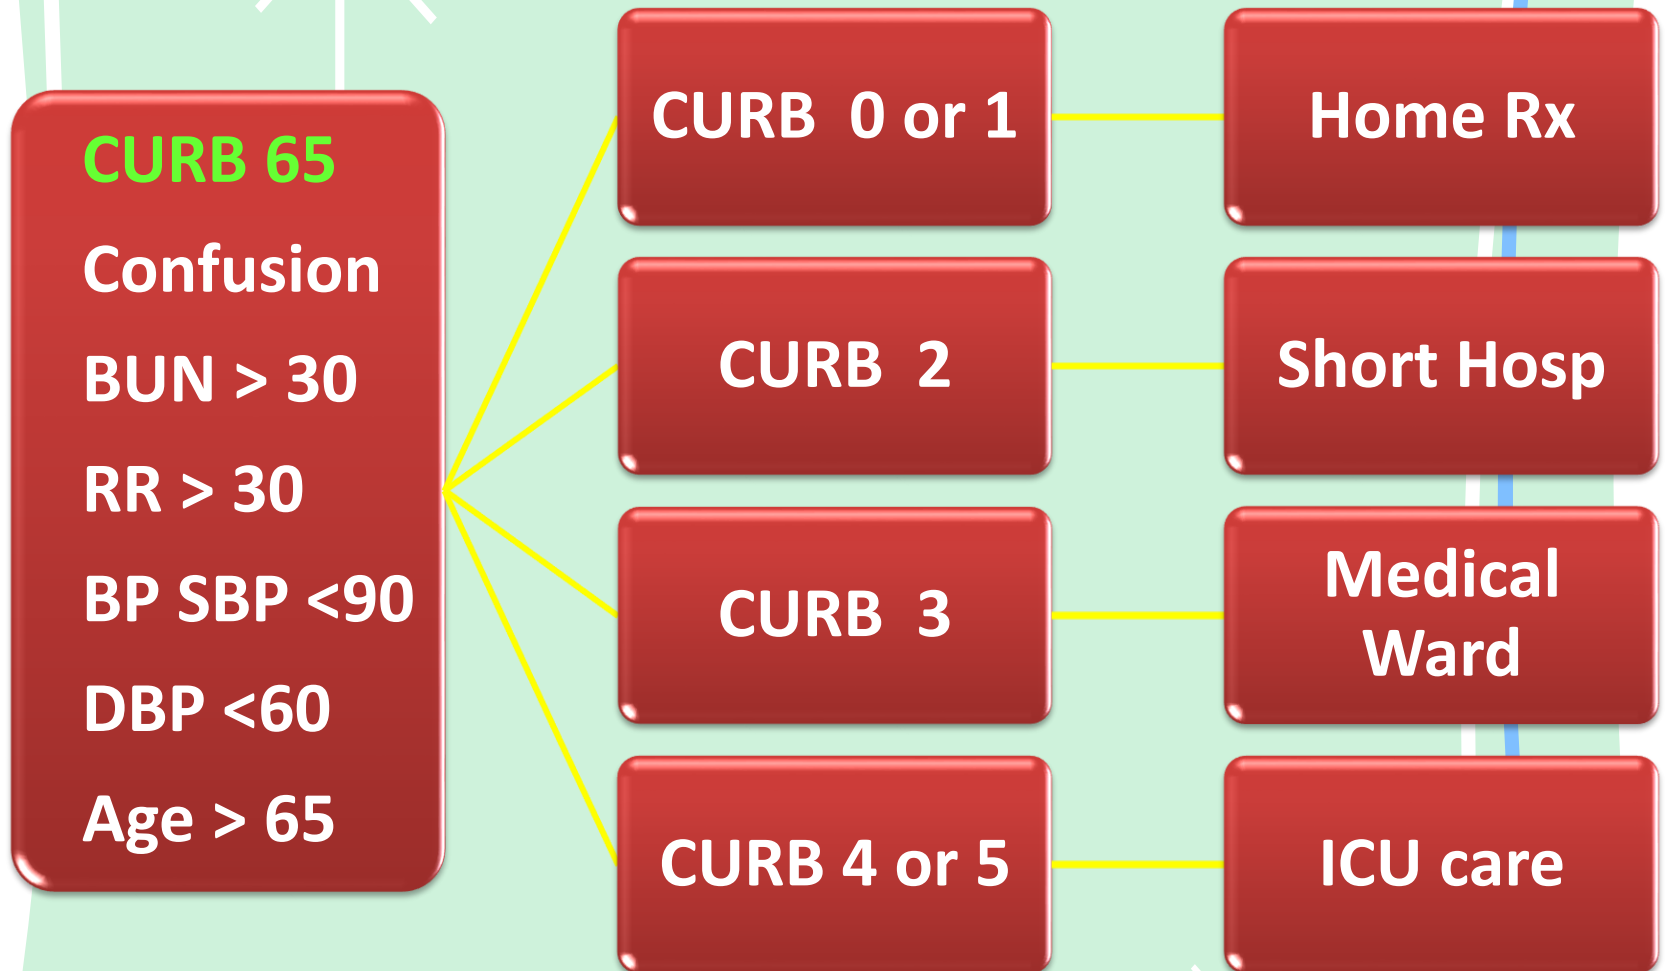 CURB 65
Confusion
BUN > 30
RR > 30
BP SBP <90
DBP <60
Age > 65
CURB 0 or 1
Home Rx
CURB 2
Short Hosp
CURB 3
Medical
Ward
CURB 4 or 5
ICU care